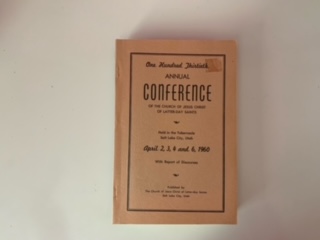 One Hundred Thirtieth
ANNUAL
CONFERENCE
OF THE CHURCH OF JESUS CHRIST
OF LATTER-DAY SAINTS
Held in the Tabernacle
Salt Lake City, Utah
April 2, 3, 4 and 6, 1960
With Report of Discourses
Published by
The Church of Jesus Christ of Latter-day Saints
Salt Lake City, Utah